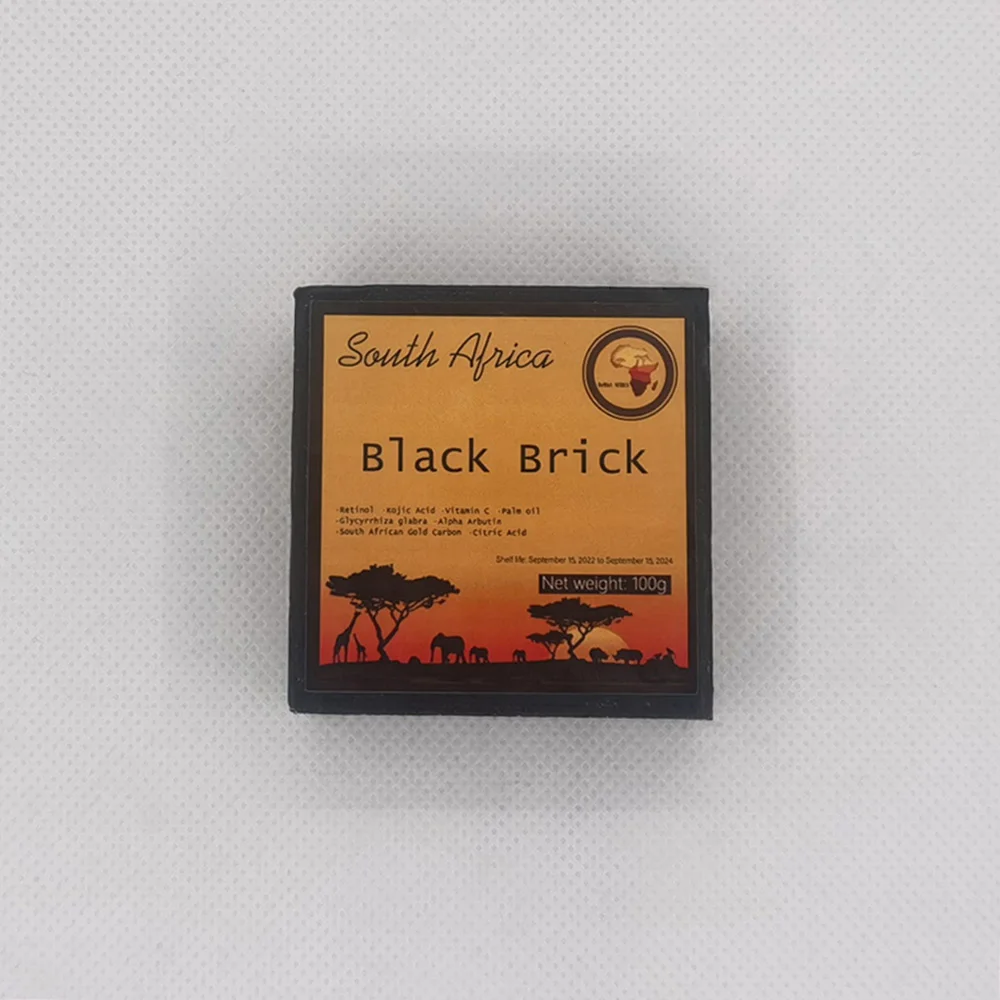 South Africa
Black Brick
·Retinol ·Kojic Acid ·Vitamin C ·Palm oil
·Glycyrrhiza glabra ·Alpha Arbutin
·South African Gold Carbon ·Citric Acid
Shelf life: September 15, 2022 to September 15, 2024
Net weight: 100g